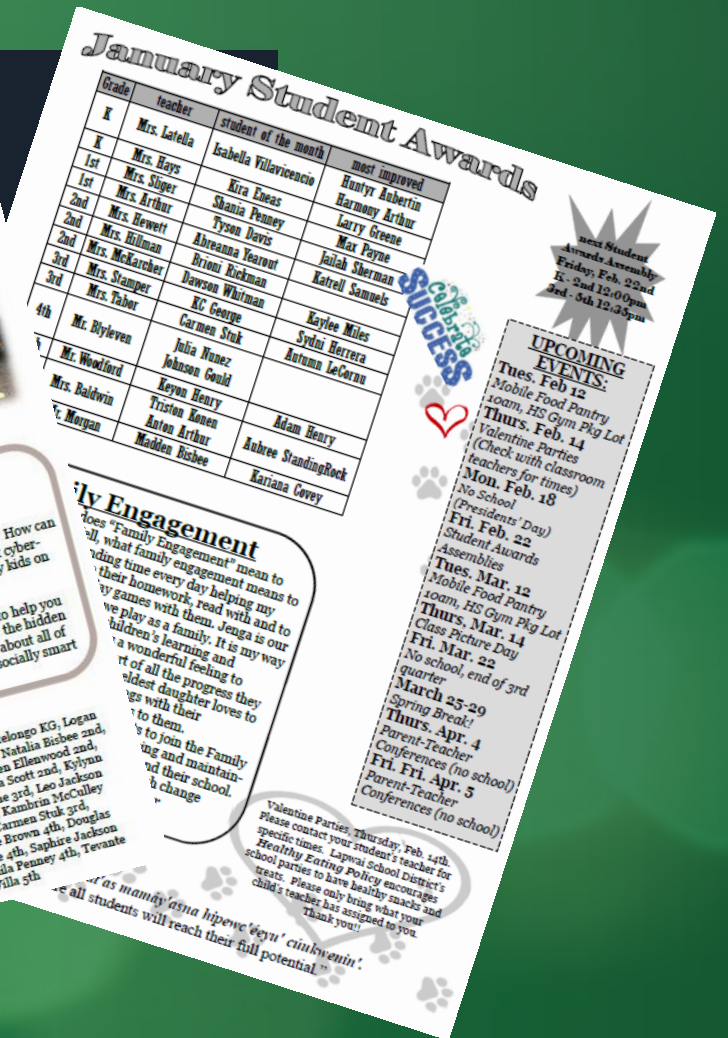 January Student Awards
Grade teacher student of the month most improved
K Mrs. Latella Isabella Villavicencio Huntyr Aubertin
Harmony Arthur
K Mrs. Hays Kira Eneas Larry Greene
1st Mrs. Sliger Shania Penney Max Payne
1st Mrs. Arthur Tyson Davis Jailah Sherman
2nd Mrs. Hewett Abreanna Yearout Katrell Samuels
2nd Mrs. Hillman Brioni Rickman
2nd Mrs. McKarcher Dawson Whitman Kaylee Miles
3rd Mrs. Stamper KC George Sydni Herrera
3rd Mrs. Tabor Carmen Stuk Autumn LeCornu
4th Mr. Blyleven Julia Nunez
Johnson Gould
Mr. Woodford Keyon Henry Adam Henry
Mrs. Baldwin Triston Konen
Anton Arthur Aubree StandingRock
r. Morgan Madden Bisbee Kariana Covey
Celebrate
SUCCESS
next Student
Awards Assembly
Friday, Feb. 22nd
K - 2nd 12:00pm
3rd - 5th 12:35pm
UPCOMING
EVENTS:
Tues. Feb 12
Mobile Food Pantry
10am, HS Gym Pkg Lot
Thurs. Feb. 14
Valentine Parties
(Check with classroom
teachers for times)
Mon. Feb. 18
No School
(Presidents' Day)
Fri. Feb. 22
Student Awards
Assemblies
Tues. Mar. 12
Mobile Food Pantry
10am, HS Gym Pkg Lot
Thurs, Mar. 14
Class Picture Day
Fri. Mar. 22
No school, end of 3rd
quarter
March 25-29
Spring Break!
Thurs. Apr. 4
Parent-Teacher
Conferences (no school)
Fri. Fri. Apr. 5
Parent-Teacher
Conferences (no school)
ily Engagement
does "Family Engagement" mean to
ell, what family engagement means to
nding time every day helping my
their homework, read with and to
ay games with them. Jenga is our
we play as a family. It is my way
hildren's learning and
a wonderful feeling to
rt of all the progress they
eldest daughter loves to
gs with their
to them.
s to join the Family
ing and maintain-
nd their school.
h change
How can
cyber-
y kids on
to help you
the hidden
about all of
socially smart
elongo KG, Logan
Natalia Bisbee 2nd,
n Ellenwood 2nd,
a Scott 2nd, Kylynn
ne 3rd, Leo Jackson
Kambrin McCulley
Carmen Stuk 3rd,
e Brown 4th, Douglas
e 4th, Saphire Jackson
ila Penney 4th, Tevante
Villa 5th
Valentine Parties, Thursday, Feb. 14th.
Please contact your student's teacher for
specific times. Lapwai School District's
Healthy Eating Policy encourages
school parties to have healthy snacks and
treats. Please only bring what your
child's teacher has assigned to you.
Thank you!!
'as mamáy'asna hipewc'éeyu' cúukwenin'.
e all students will reach their full potential."